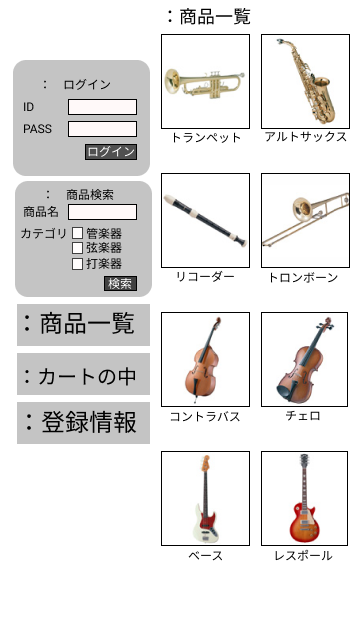 ：商品一覧
： ログイン
ID
PASS
ログイン
： 商品検索
商品名
カテゴリ 管楽器
弦楽器
打楽器
検索
：商品一覧
：カートの中
：登録情報
トランペット アルトサックス
リコーダー トロンボーン
コントラバス チェロ
ベース レスポール